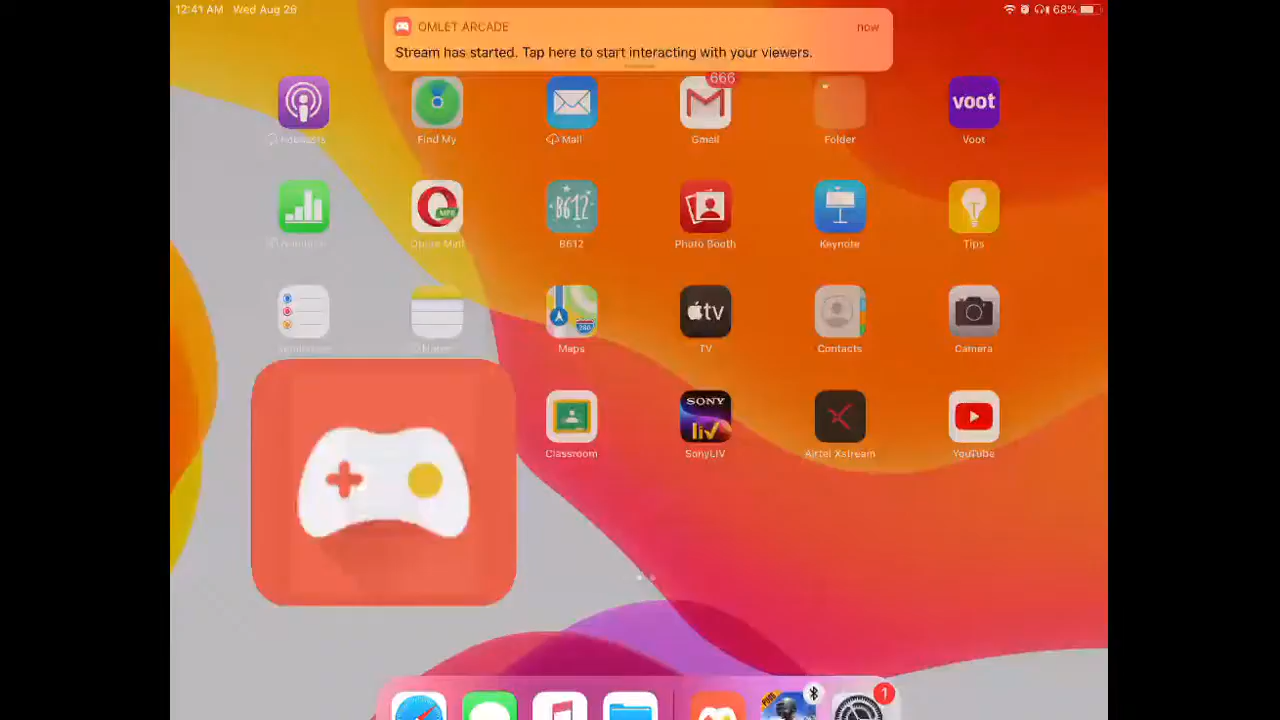 12:41 AM Wed Aug 26
68%
OMLET ARCADE
now
Stream has started. Tap here to start interacting with your viewers.
666
Find My
Mail
Gmail
Folder
voot
Voot
B612
B612
Photo Booth
Keynote
Tips
280
Maps
tv
TV
Contacts
Camera
SONY
liv
Classroom
SonyLIV
Airtel Xstream
YouTube
1